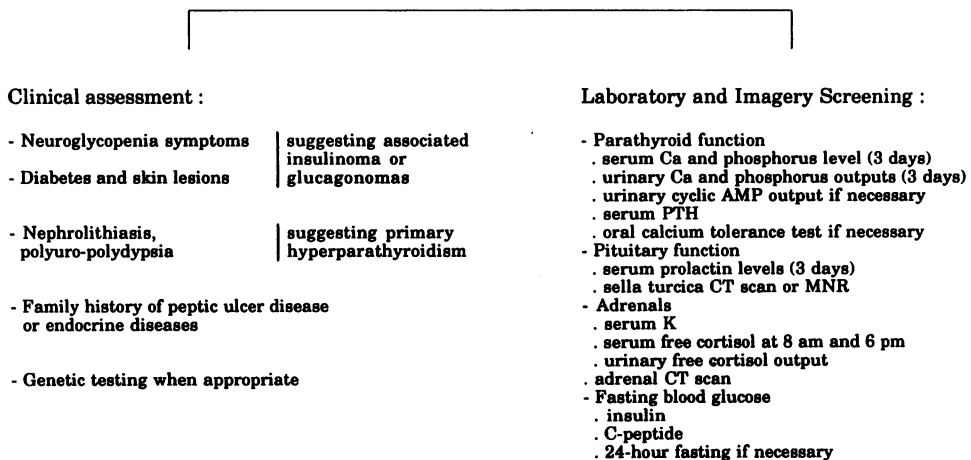 Clinical assessment :
- Neuroglycopenia symptoms
- Diabetes and skin lesions
suggesting associated
insulinoma or
glucagonomas
- Nephrolithiasis,
polyuro-polydypsia
suggesting primary
hyperparathyroidism
- Family history of peptic ulcer disease
or endocrine diseases
- Genetic testing when appropriate
Laboratory and Imagery Screening :
- Parathyroid function
. serum Ca and phosphorus level (3 days)
. urinary Ca and phosphorus outputs (3 days)
. urinary cyclic AMP output if necessary
. serum PTH
. oral calcium tolerance test if necessary
- Pituitary function
. serum prolactin levels (3 days)
. sella turcica CT scan or MNR
- Adrenals
. serum K
. serum free cortisol at 8 am and 6 pm
. urinary free cortisol output
. adrenal CT scan
- Fasting blood glucose
. insulin
. C-peptide
. 24-hour fasting if necessary